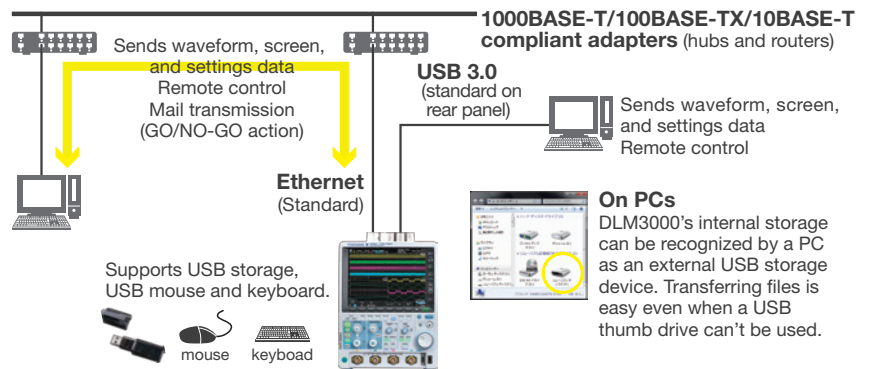 1000BASE-T/100BASE-TX/10BASE-T
compliant adapters (hubs and routers)
Sends waveform, screen,
and settings data
Remote control
Mail transmission
(GO/NO-GO action)
USB 3.0
(standard on
rear panel)
Sends waveform, screen,
and settings data
Remote control
Ethernet
(Standard)
On PCs
DLM3000's internal storage
can be recognized by a PC
as an external USB storage
device. Transferring files is
easy even when a USB
thumb drive can't be used.
Supports USB storage,
USB mouse and keyboard.
mouse
keyboad